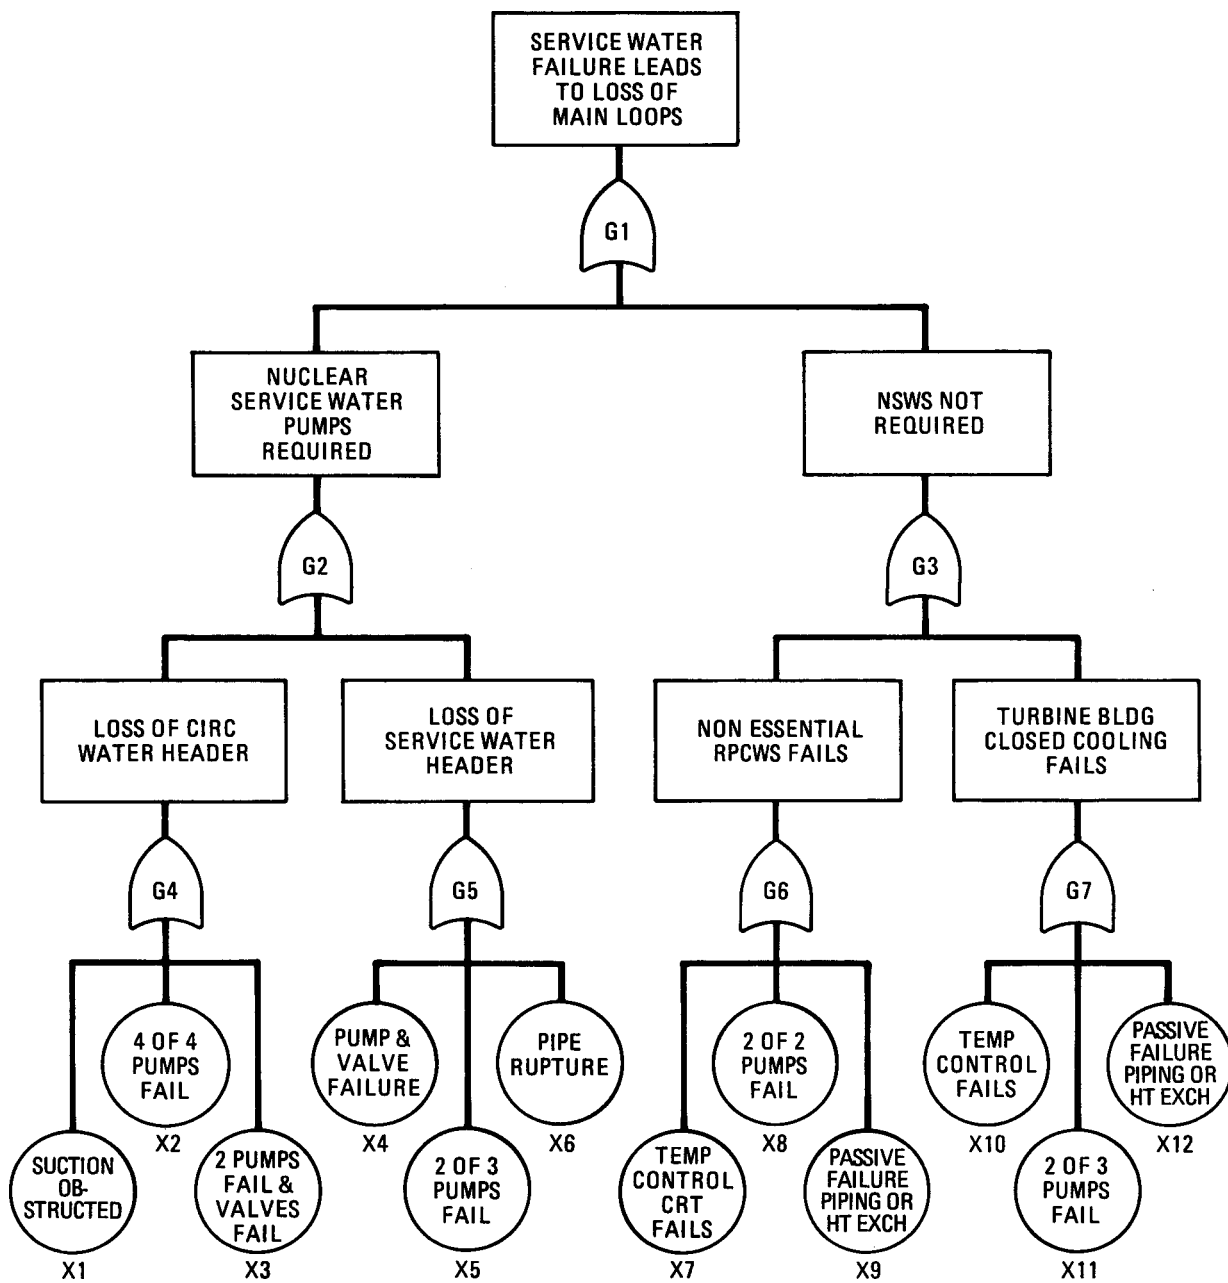 SERVICE WATER
FAILURE LEADS
TO LOSS OF
MAIN LOOPS
G1
NUCLEAR
SERVICE WATER
PUMPS
REQUIRED
NSWS NOT
REQUIRED
G2
G3
LOSS OF CIRC
WATER HEADER
LOSS OF
SERVICE WATER
HEADER
NON ESSENTIAL
RPCWS FAILS
TURBINE BLDG
CLOSED COOLING
FAILS
G4
G5
G6
G7
SUCTION
OB-
STRUCTED
X1
4 OF 4
PUMPS
FAIL
X2
2 PUMPS
FAIL &
VALVES
FAIL
X3
PUMP &
VALVE
FAILURE
X4
2 OF 3
PUMPS
FAIL
X5
PIPE
RUPTURE
X6
TEMP
CONTROL
CRT
FAILS
X7
2 OF 2
PUMPS
FAIL
X8
PASSIVE
FAILURE
PIPING OR
HT EXCH
X9
TEMP
CONTROL
FAILS
X10
2 OF 3
PUMPS
FAIL
X11
PASSIVE
FAILURE
PIPING OR
HT EXCH
X12